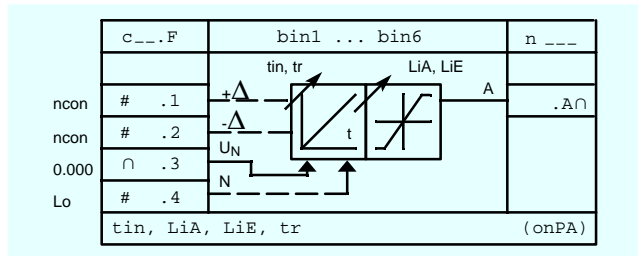 c__.F bin1 ... bin6 n ___
tin, tr LiA, LiE
ncon # .1 +Δ A .A∩
ncon # .2 -Δ t
0.000 ∩ .3 UN
Lo # .4 N
tin, LiA, LiE, tr (onPA)